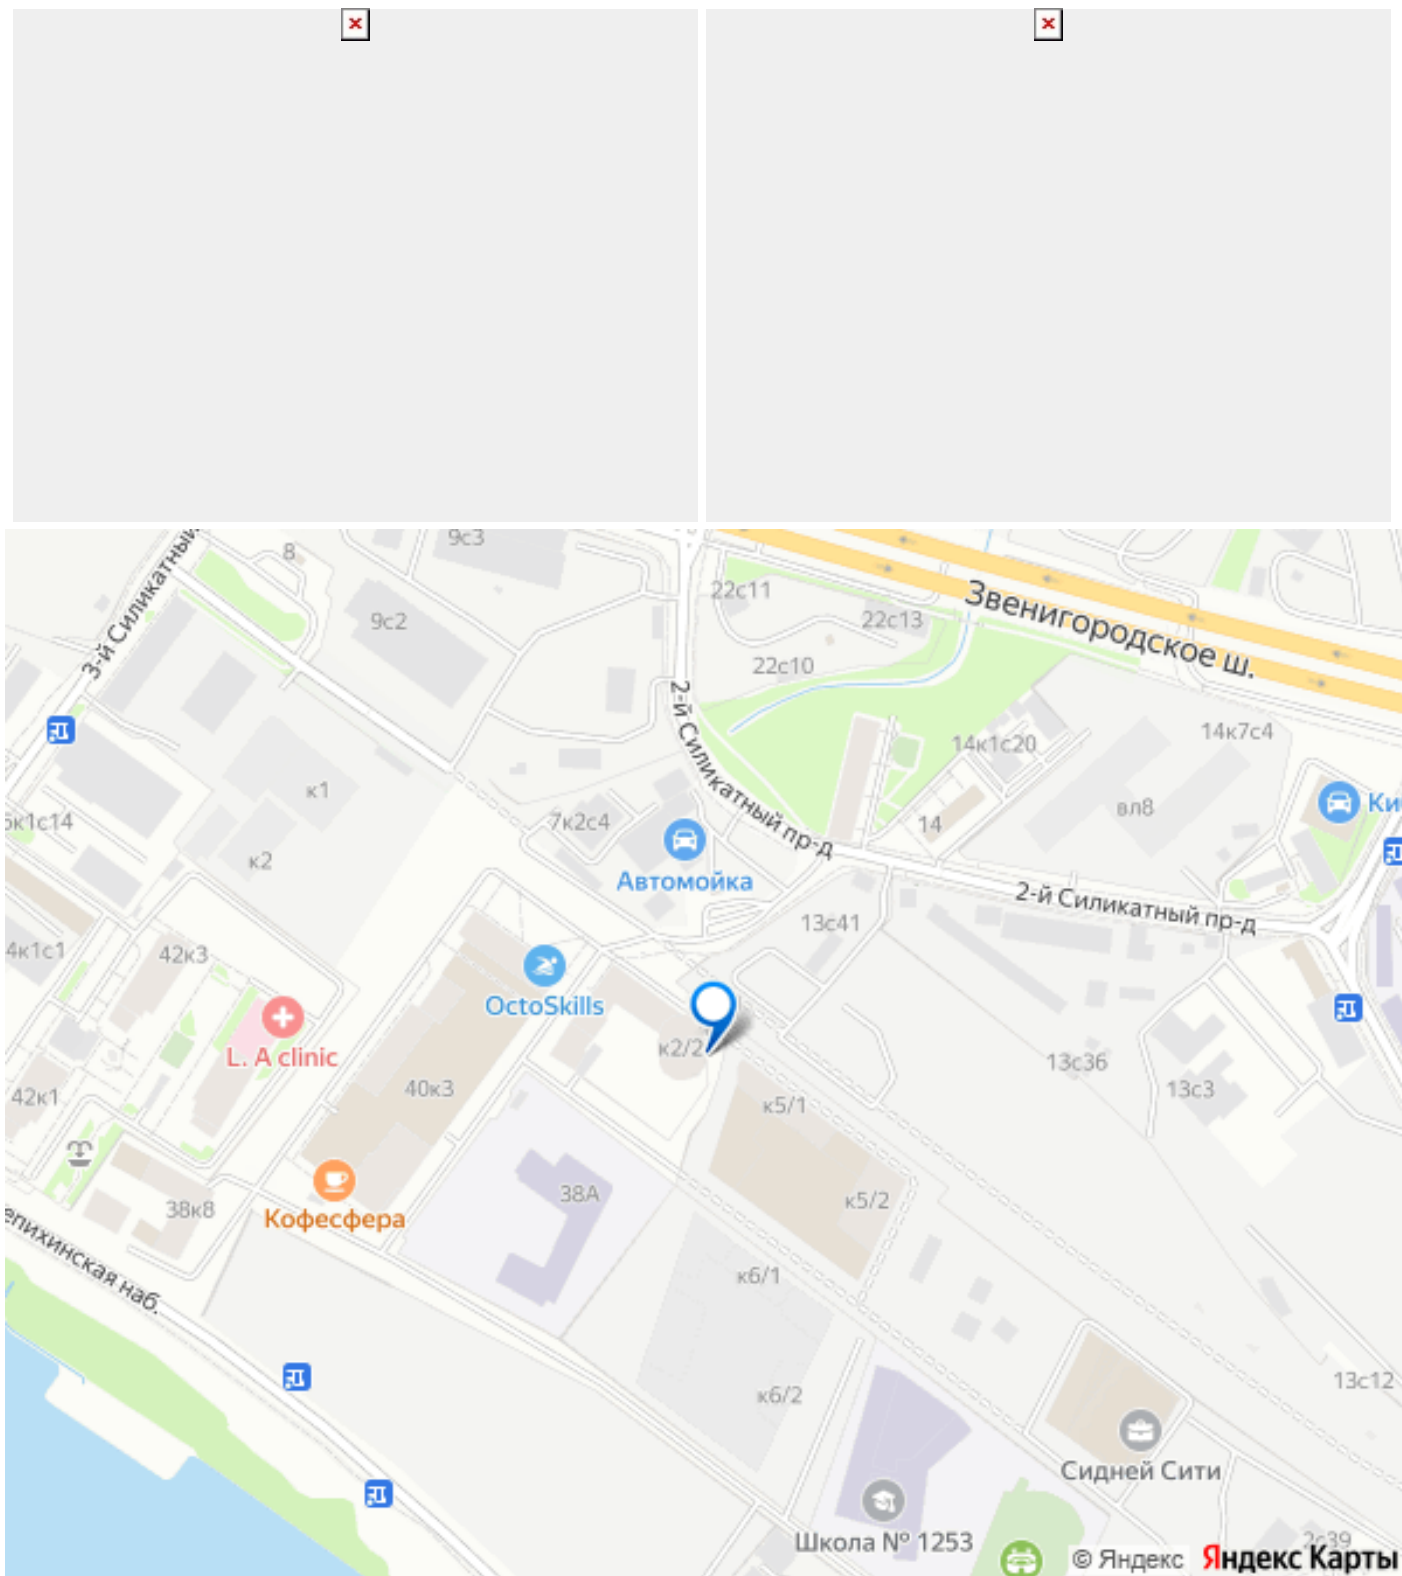 9с3
8
3-й Силикатный
22с11
Звенигородское ш.
9с2
22с13
22с10
2-й Силикатный пр-д
14к1с20
14к7с4
к1
вл8
7к2с4
14
к2
Автомойка
2-й Силикатный пр-д
13с41
42к3
OctoSkills
L. A clinic
к2/2
13с36
40к3
13с3
42к1
к5/1
38А
38к8
к5/2
Кофесфера
к6/1
13с12
к6/2
Сидней Сити
Школа № 1253
2с39
© Яндекс Яндекс Карты